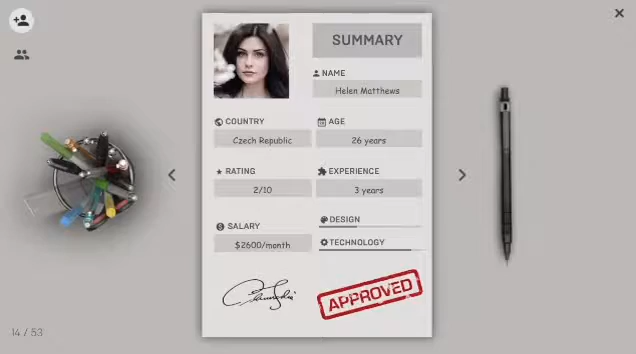 SUMMARY
NAME
Helen Matthews
COUNTRY
AGE
Czech Republic
26 years
RATING
EXPERIENCE
2/10
3 years
SALARY
DESIGN
$2600/month
TECHNOLOGY
APPROVED
14 / 53